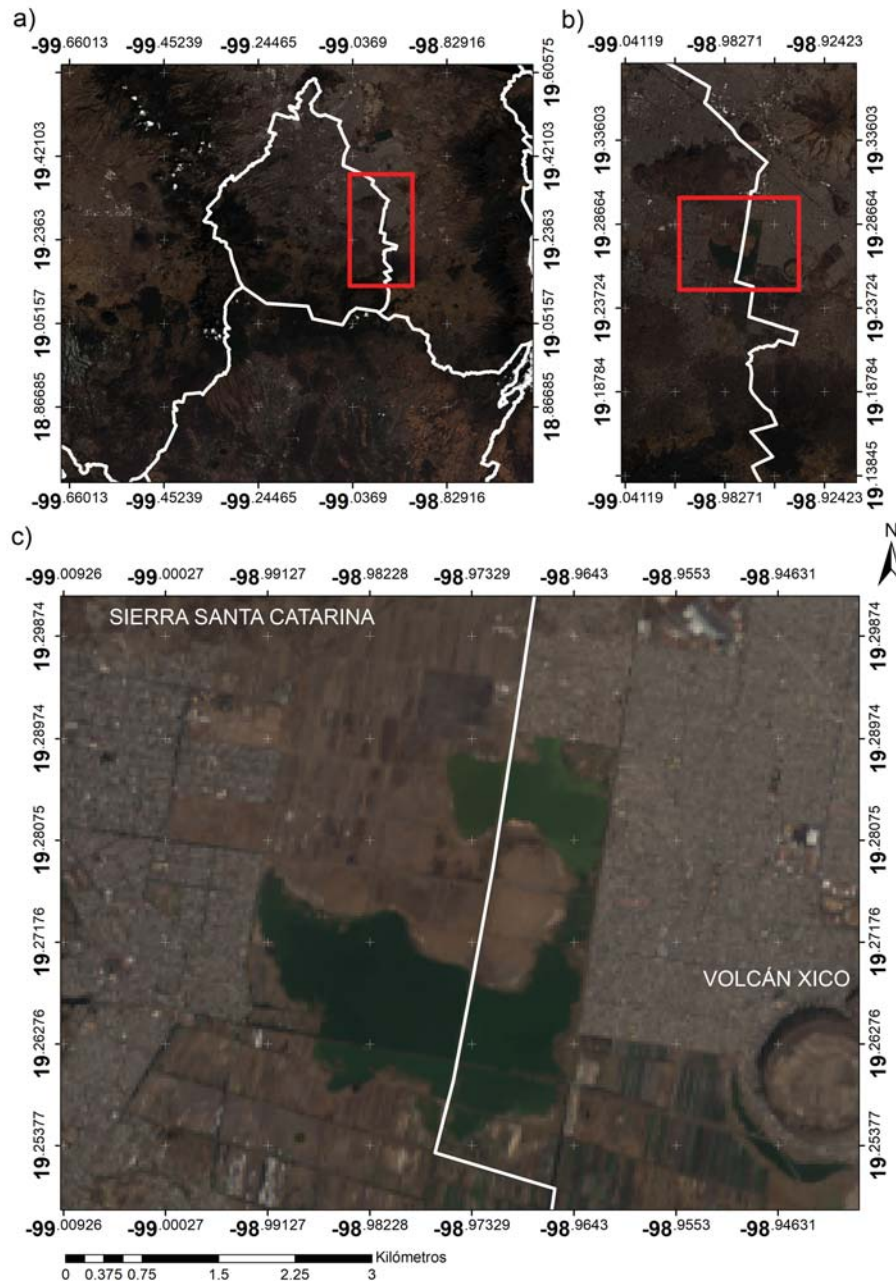 a)
-99.66013 -99.45239 -99.24465 -99.0369 -98.82916
19.60575
19.42103 19.42103
19.2363 19.2363
19.05157 19.05157
18.86685 18.86685
-99.66013 -99.45239 -99.24465 -99.0369 -98.82916
b)
-99.04119 -98.98271 -98.92423
19.33603 19.33603
19.28664 19.28664
19.23724 19.23724
19.18784 19.18784
19.13845
-99.04119 -98.98271 -98.92423
c)
N
-99.00926 -99.00027 -98.99127 -98.98228 -98.97329 -98.9643 -98.9553 -98.94631
SIERRA SANTA CATARINA
19.29874 19.29874
19.28974 19.28974
19.28075 19.28075
19.27176 19.27176
VOLCÁN XICO
19.26276 19.26276
19.25377 19.25377
-99.00926 -99.00027 -98.99127 -98.98228 -98.97329 -98.9643 -98.9553 -98.94631
Kilómetros
0 0.375 0.75 1.5 2.25 3